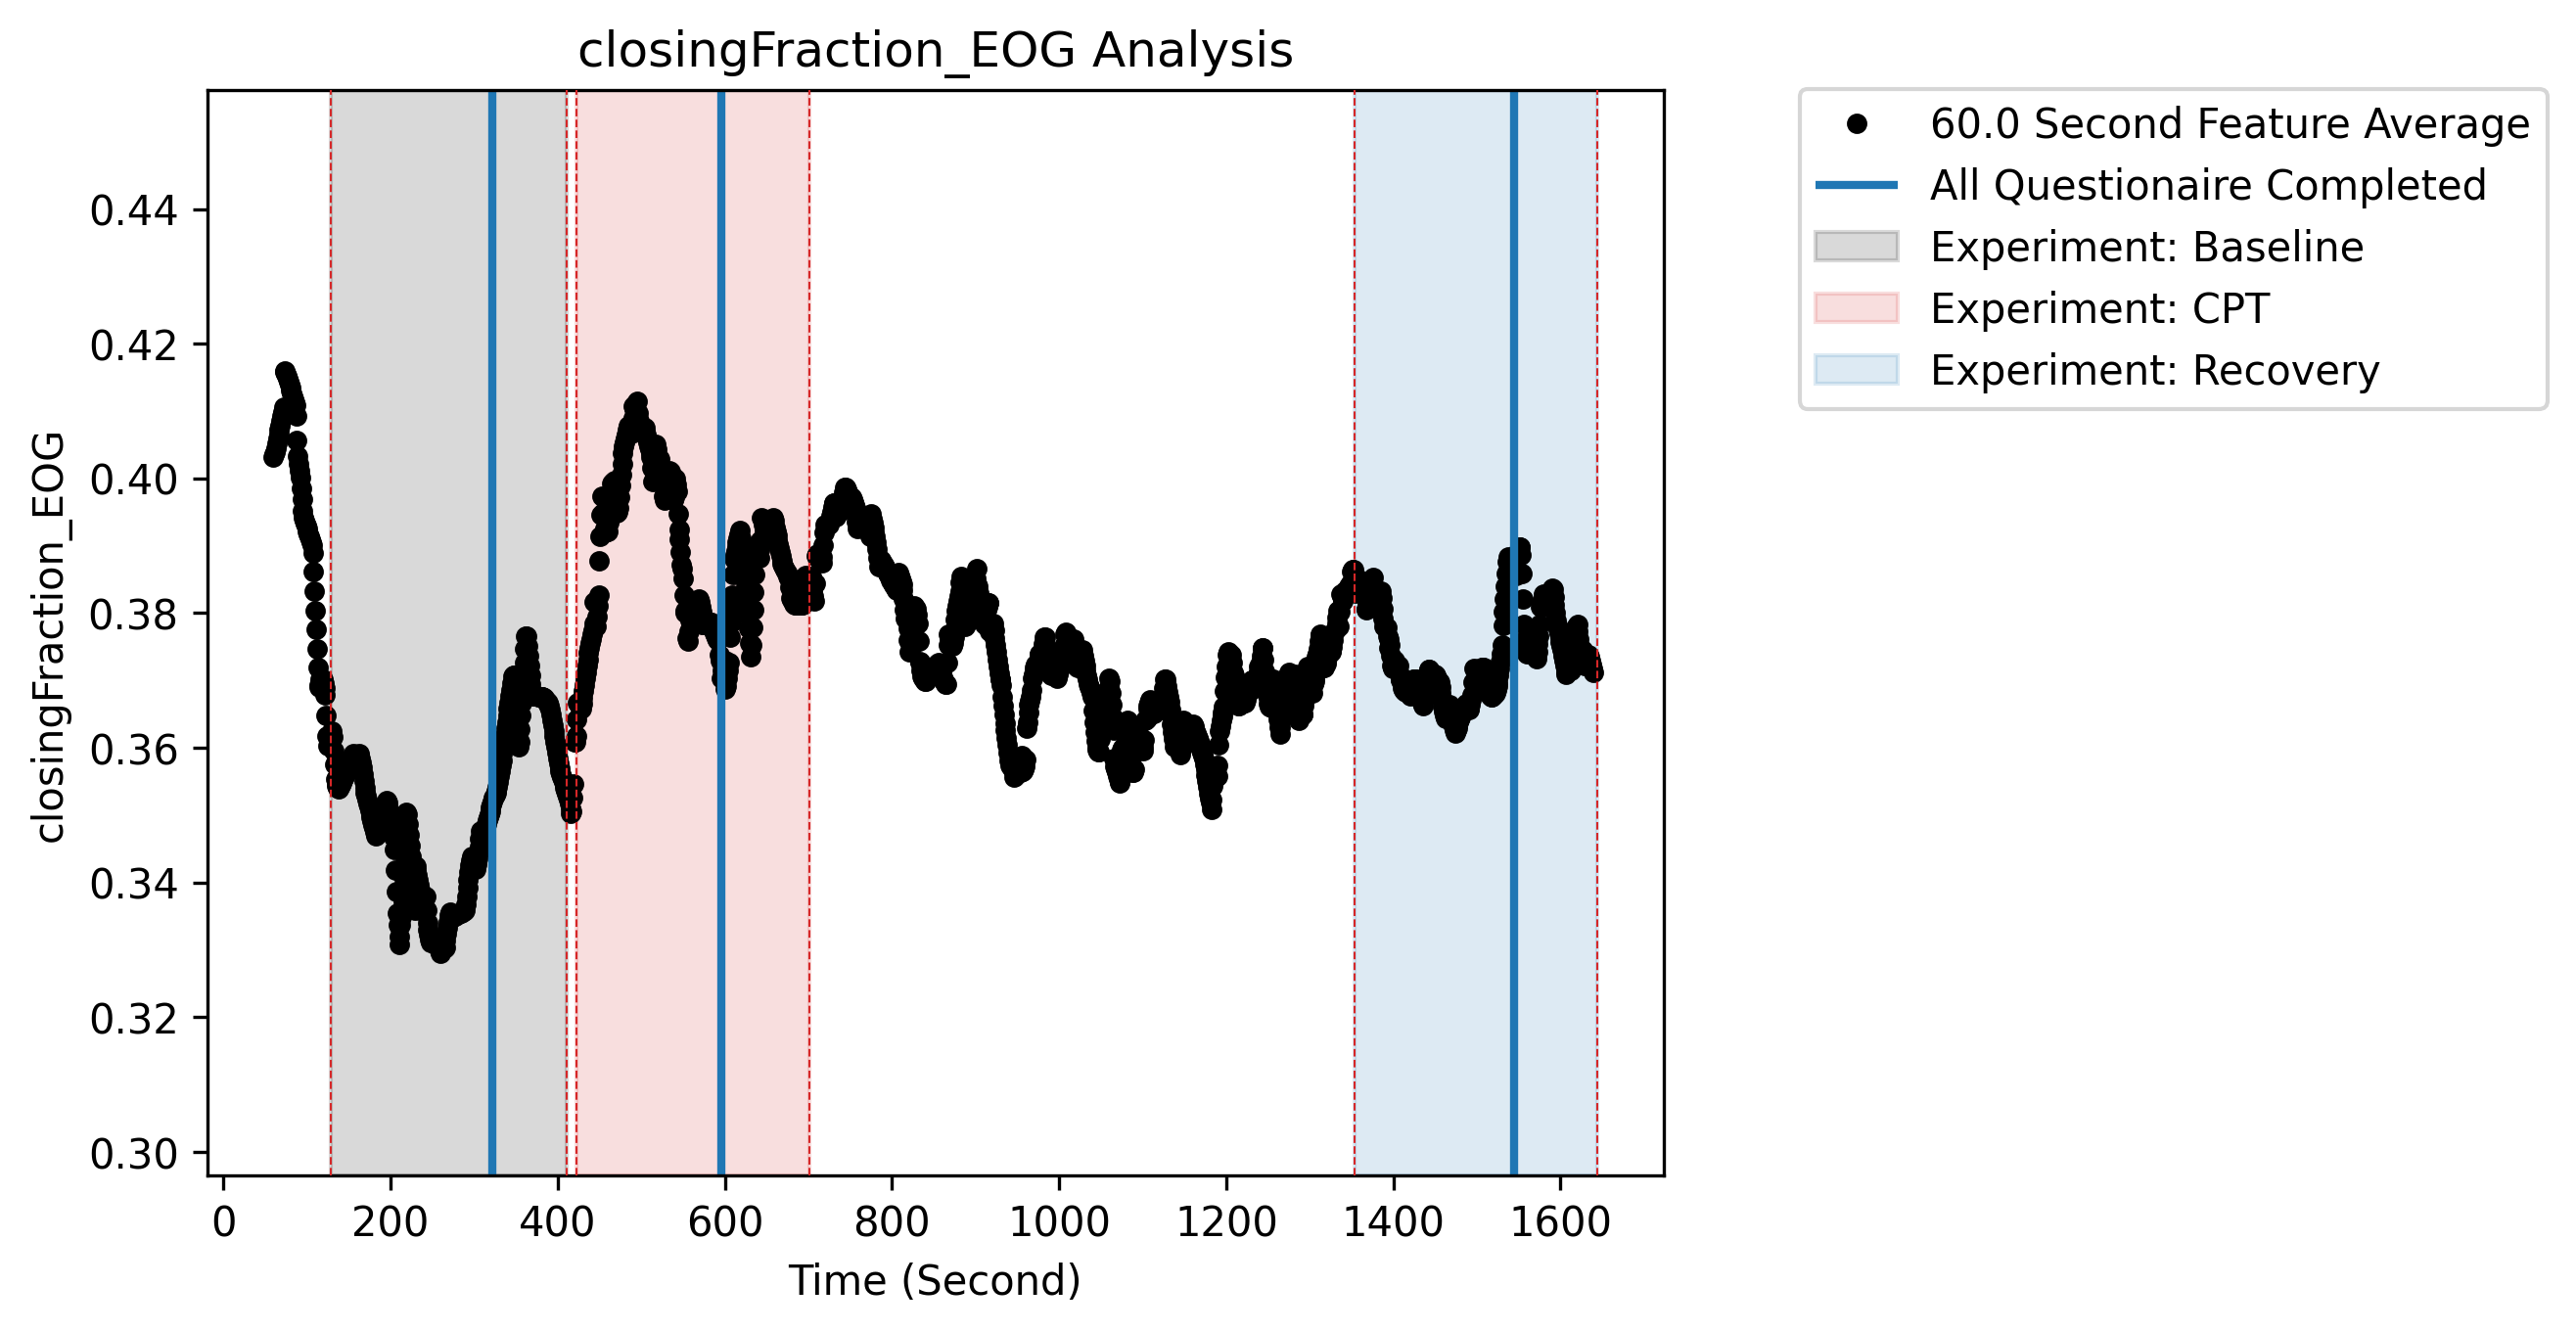 closingFraction_EOG Analysis
60.0 Second Feature Average
All Questionaire Completed
Experiment: Baseline
Experiment: CPT
Experiment: Recovery
closingFraction_EOG
0.44
0.42
0.40
0.38
0.36
0.34
0.32
0.30
0 200 400 600 800 1000 1200 1400 1600
Time (Second)